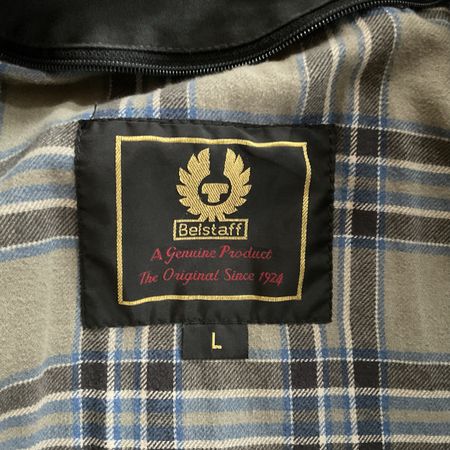 Belstaff
A Genuine Product
The Original Since 1924
L